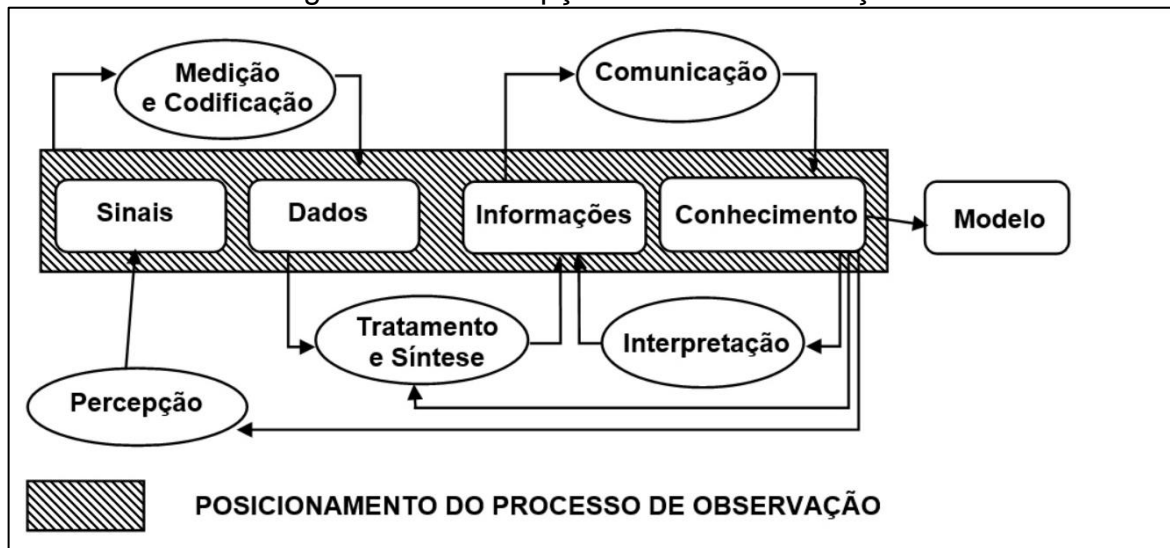 Medição
e Codificação
Comunicação
Sinais
Dados
Informações
Conhecimento
Modelo
Tratamento
e Síntese
Interpretação
Percepção
POSICIONAMENTO DO PROCESSO DE OBSERVAÇÃO